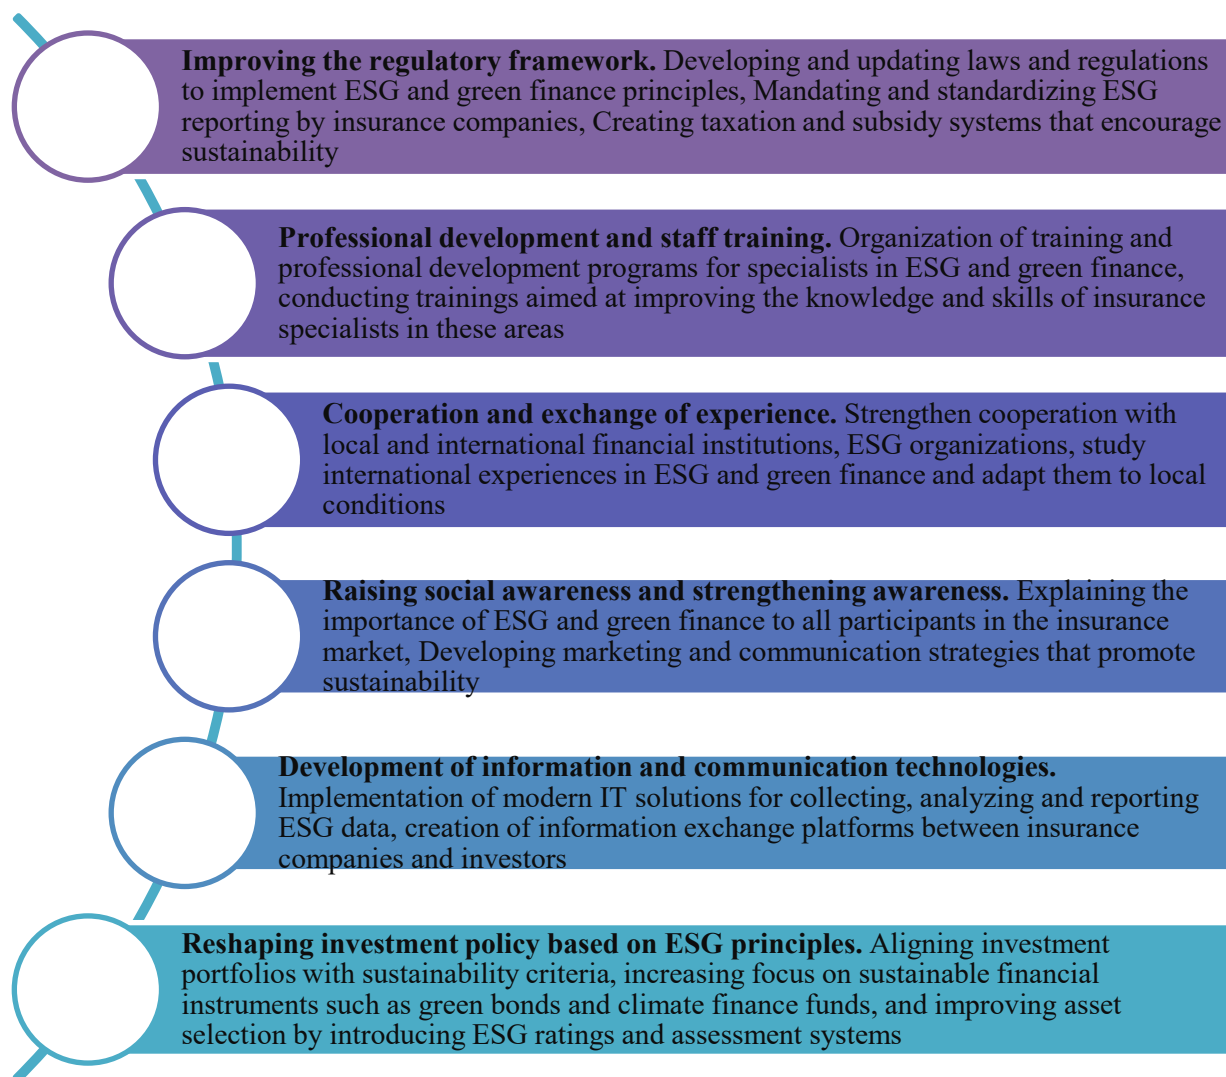 Improving the regulatory framework. Developing and updating laws and regulations
to implement ESG and green finance principles, Mandating and standardizing ESG
reporting by insurance companies, Creating taxation and subsidy systems that encourage
sustainability
Professional development and staff training. Organization of training and
professional development programs for specialists in ESG and green finance,
conducting trainings aimed at improving the knowledge and skills of insurance
specialists in these areas
Cooperation and exchange of experience. Strengthen cooperation with
local and international financial institutions, ESG organizations, study
international experiences in ESG and green finance and adapt them to local
conditions
Raising social awareness and strengthening awareness. Explaining the
importance of ESG and green finance to all participants in the insurance
market, Developing marketing and communication strategies that promote
sustainability
Development of information and communication technologies.
Implementation of modern IT solutions for collecting, analyzing and reporting
ESG data, creation of information exchange platforms between insurance
companies and investors
Reshaping investment policy based on ESG principles. Aligning investment
portfolios with sustainability criteria, increasing focus on sustainable financial
instruments such as green bonds and climate finance funds, and improving asset
selection by introducing ESG ratings and assessment systems